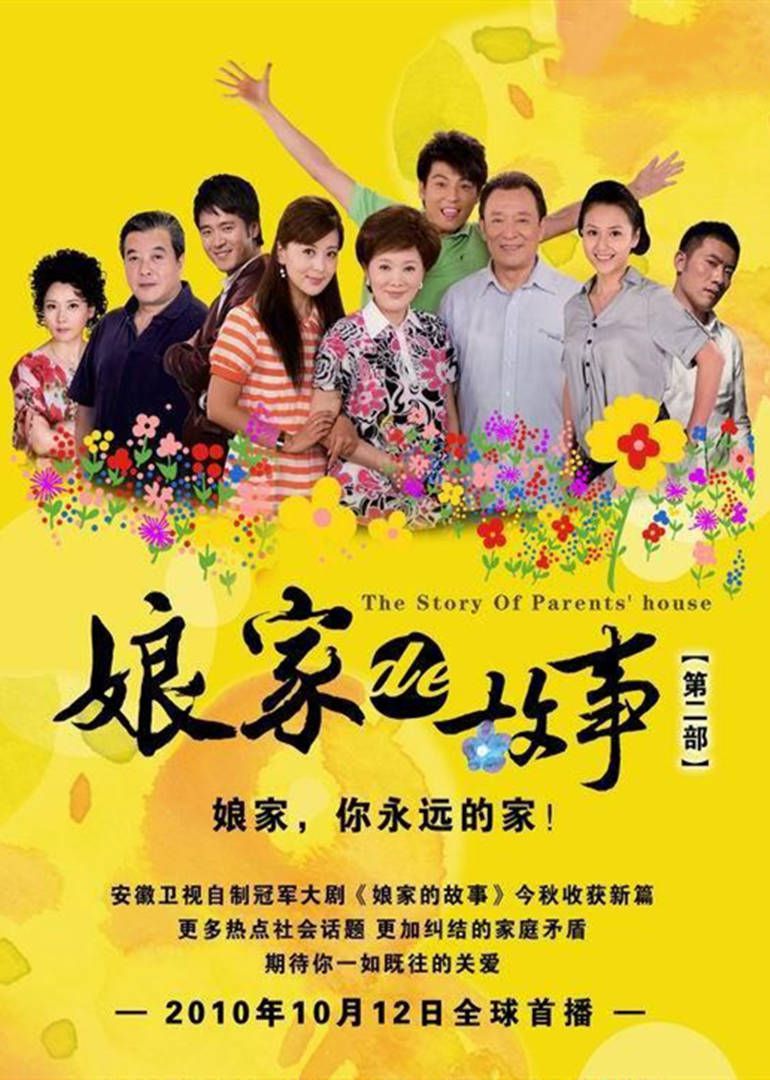 The Story Of Parents' house
娘家de故事
【第二部】
娘家，你永远的家！
安徽卫视自制冠军大剧《娘家的故事》今秋收获新篇
更多热点社会话题 更加纠结的家庭矛盾
期待你一如既往的关爱
— 2010年10月12日全球首播 —